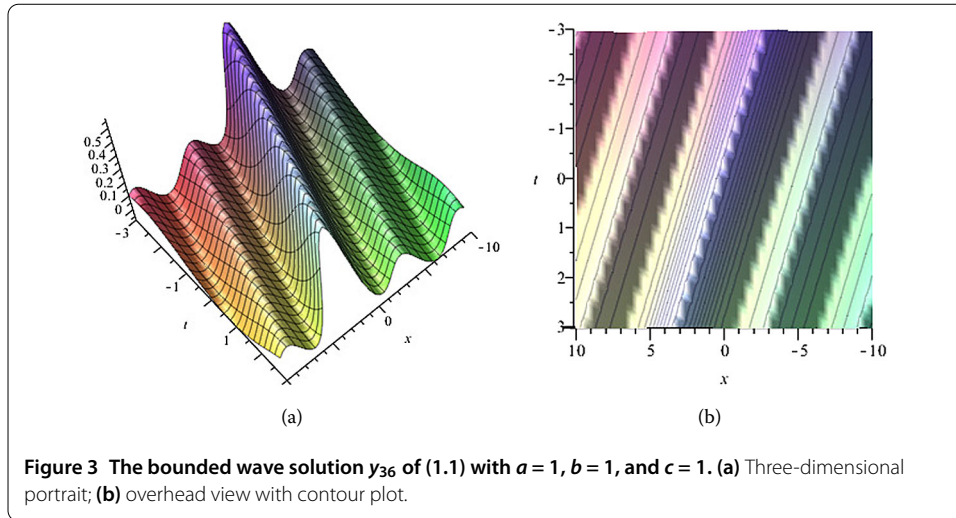 0.5
0.4
0.3
0.2
0.1
0
-3
-1
t
1
-10
0
x
(a)
-3
-2
-1
t 0
1
2
3
10 5 0 -5 -10
x
(b)
Figure 3 The bounded wave solution y36 of (1.1) with a = 1, b = 1, and c = 1. (a) Three-dimensional
portrait; (b) overhead view with contour plot.